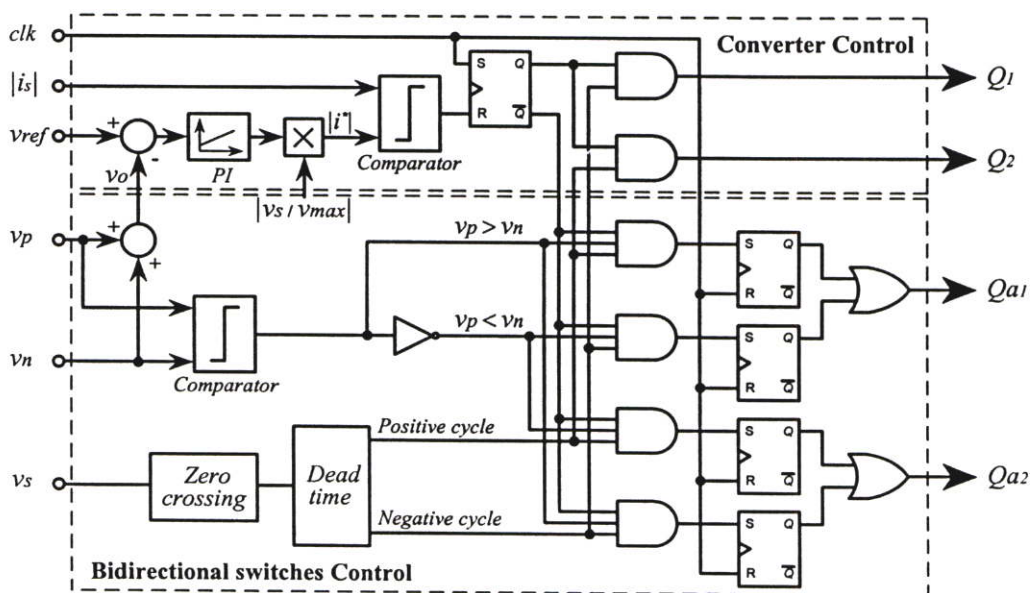 clk
Converter Control
|is|
vref
+
-
PI
|i*|
Comparator
S Q
R Q̅
Q1
Q2
vo
|vs / vmax|
vp
+
+
vn
Comparator
vp > vn
vp < vn
S Q
R Q̅
S Q
R Q̅
Qa1
vs
Zero crossing
Dead time
Positive cycle
Negative cycle
S Q
R Q̅
S Q
R Q̅
Qa2
Bidirectional switches Control